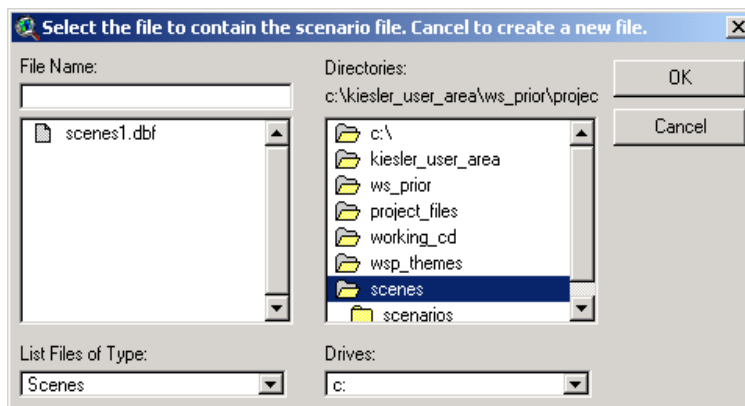 Select the file to contain the scenario file. Cancel to create a new file.
File Name:
scenes1.dbf
List Files of Type:
Scenes
Directories:
c:\kiesler_user_area\ws_prior\projec
c:\
kiesler_user_area
ws_prior
project_files
working_cd
wsp_themes
scenes
scenarios
Drives:
c:
OK
Cancel